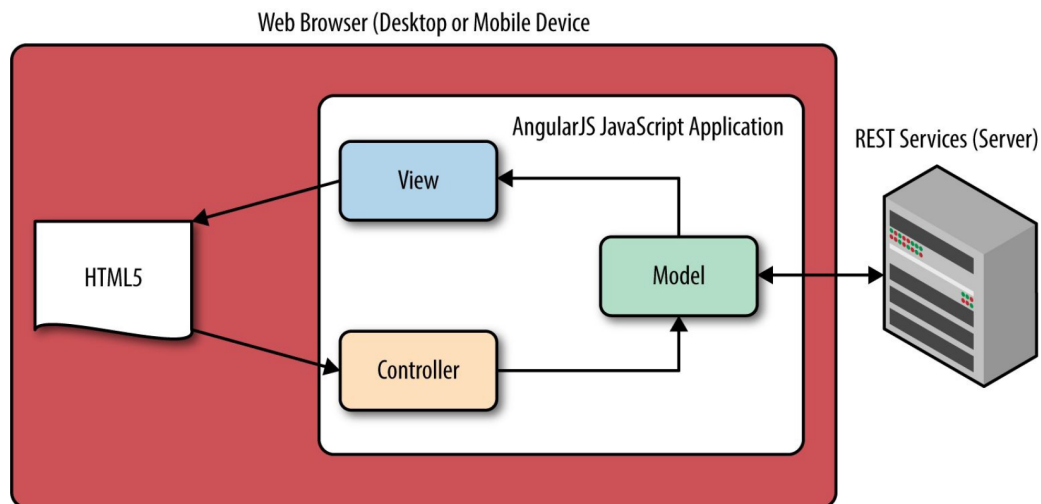 Web Browser (Desktop or Mobile Device
AngularJS JavaScript Application
REST Services (Server)
View
HTML5
Model
Controller